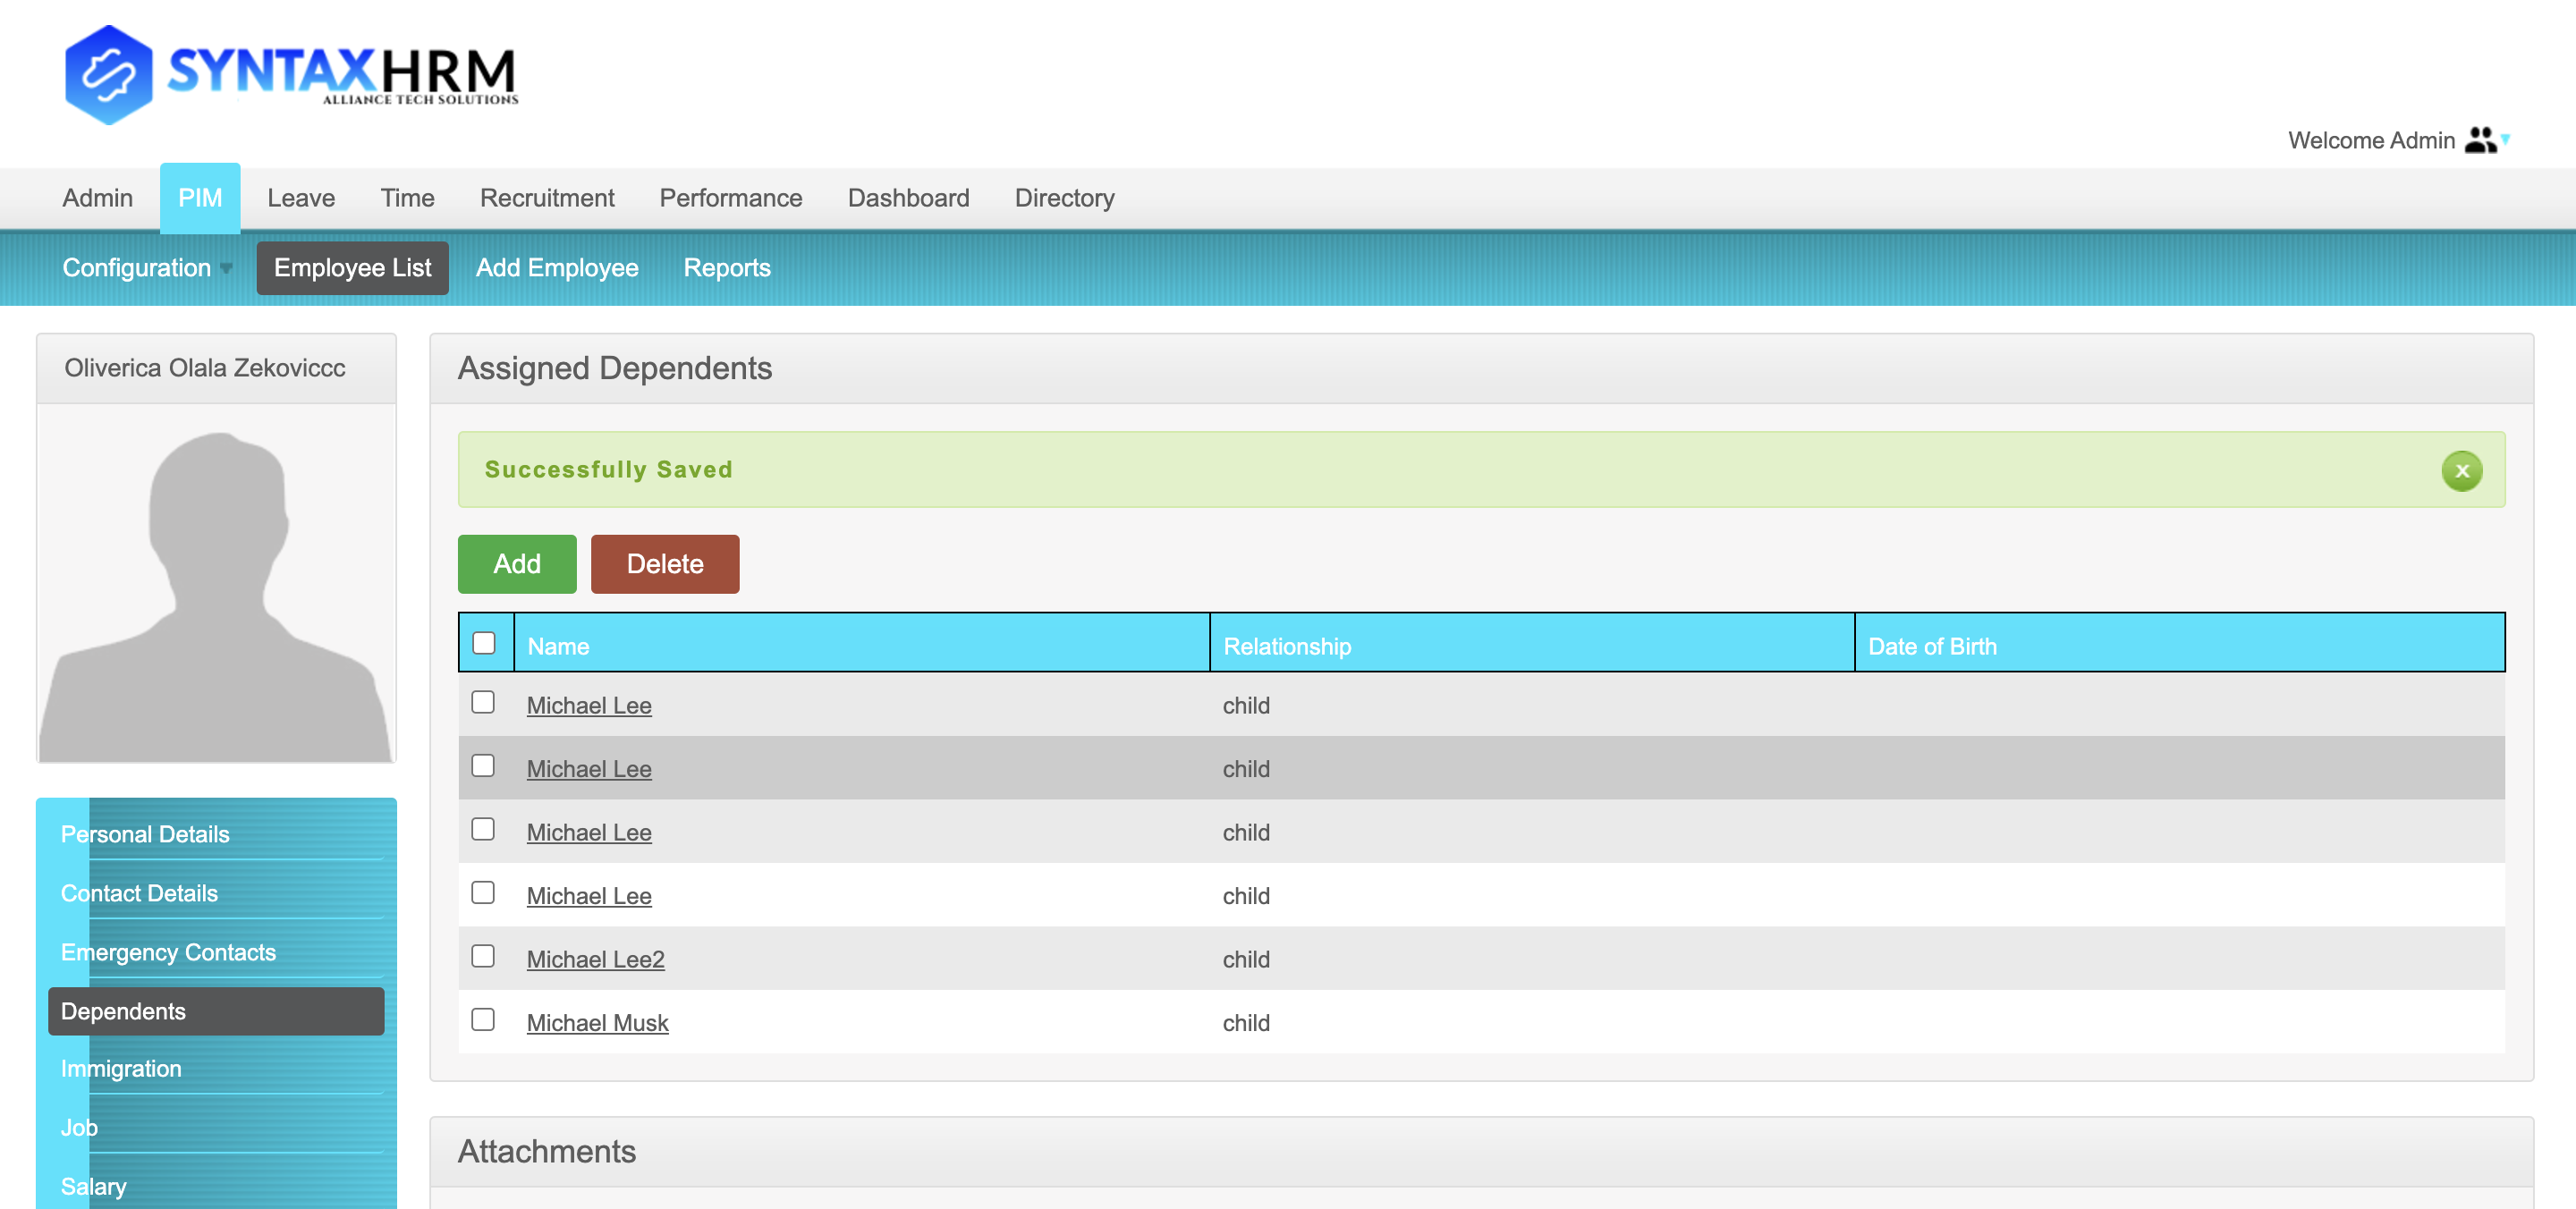 SYNTAXHRM
ALLIANCE TECH SOLUTIONS
Welcome Admin
Admin PIM Leave Time Recruitment Performance Dashboard Directory
Configuration Employee List Add Employee Reports
Oliverica Olala Zekoviccc
Assigned Dependents
Successfully Saved
x
Add Delete
Name Relationship Date of Birth
Michael Lee child
Michael Lee child
Michael Lee child
Michael Lee child
Michael Lee2 child
Michael Musk child
Personal Details
Contact Details
Emergency Contacts
Dependents
Immigration
Job
Salary
Attachments